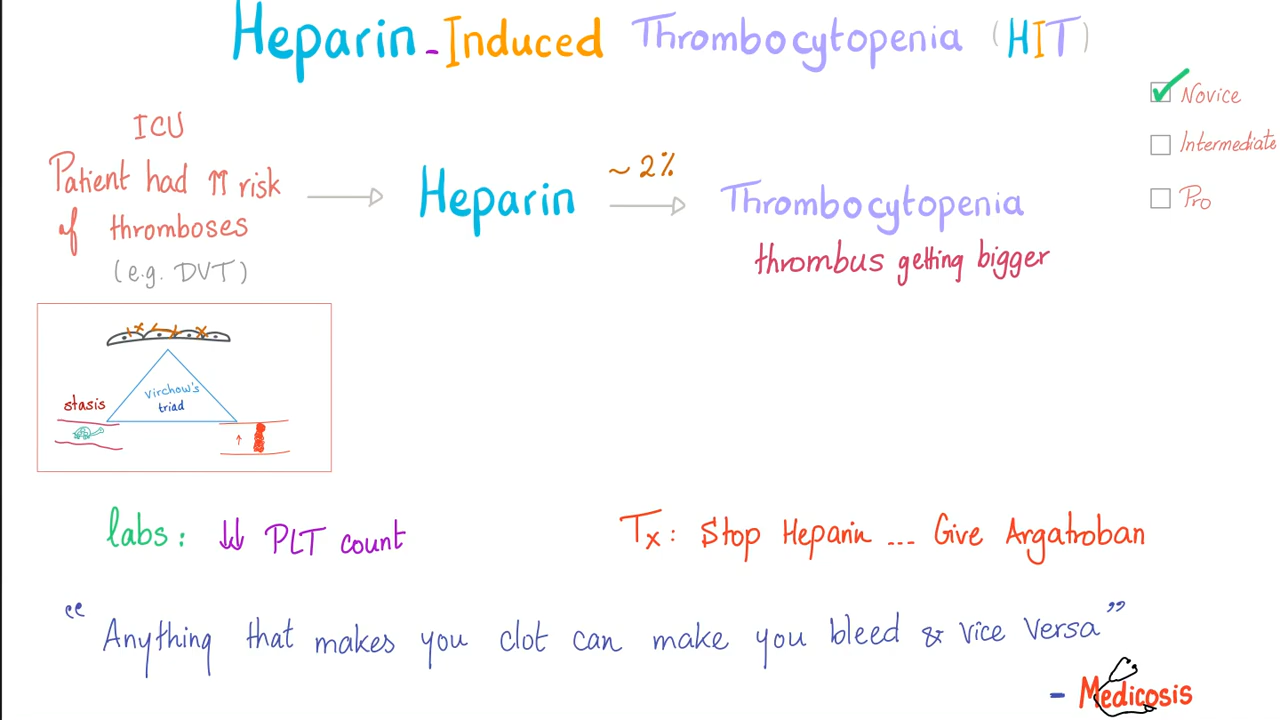 Heparin-Induced Thrombocytopenia (HIT)
Novice
Intermediate
Pro
ICU
Patient had ↑↑ risk
of thromboses
(e.g. DVT)
Heparin
~ 2%
Thrombocytopenia
thrombus getting bigger
virchow's
triad
stasis
↑
labs: ↓↓ PLT count
Tx: Stop Heparin .... Give Argatroban
“ Anything that makes you clot can make you bleed & vice versa ”
- Medicosis